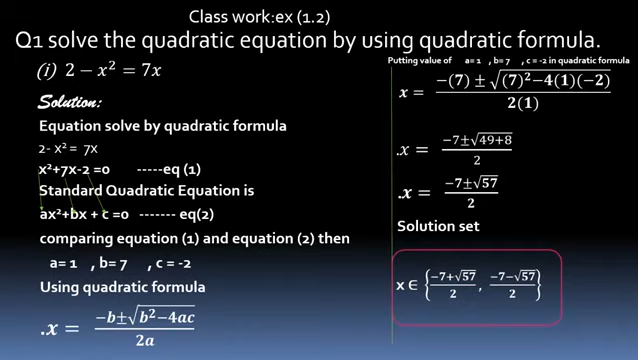 Class work:ex (1.2)
Q1 solve the quadratic equation by using quadratic formula.
(i) 2 − x² = 7x
Solution:
Equation solve by quadratic formula
2- x² = 7x
x²+7x-2 =0 -----eq (1)
Standard Quadratic Equation is
ax²+bx + c =0 ------- eq(2)
comparing equation (1) and equation (2) then
a= 1 , b= 7 , c = -2
Using quadratic formula
.x = (−b±√(b²−4ac))/(2a)
Putting value of a= 1 , b= 7 , c = -2 in quadratic formula
x = (−(7) ± √((7)²−4(1)(−2)))/(2(1))
.x = (−7±√(49+8))/2
.x = (−7±√57)/2
Solution set
x ∈ {(−7+√57)/2 , (−7−√57)/2}